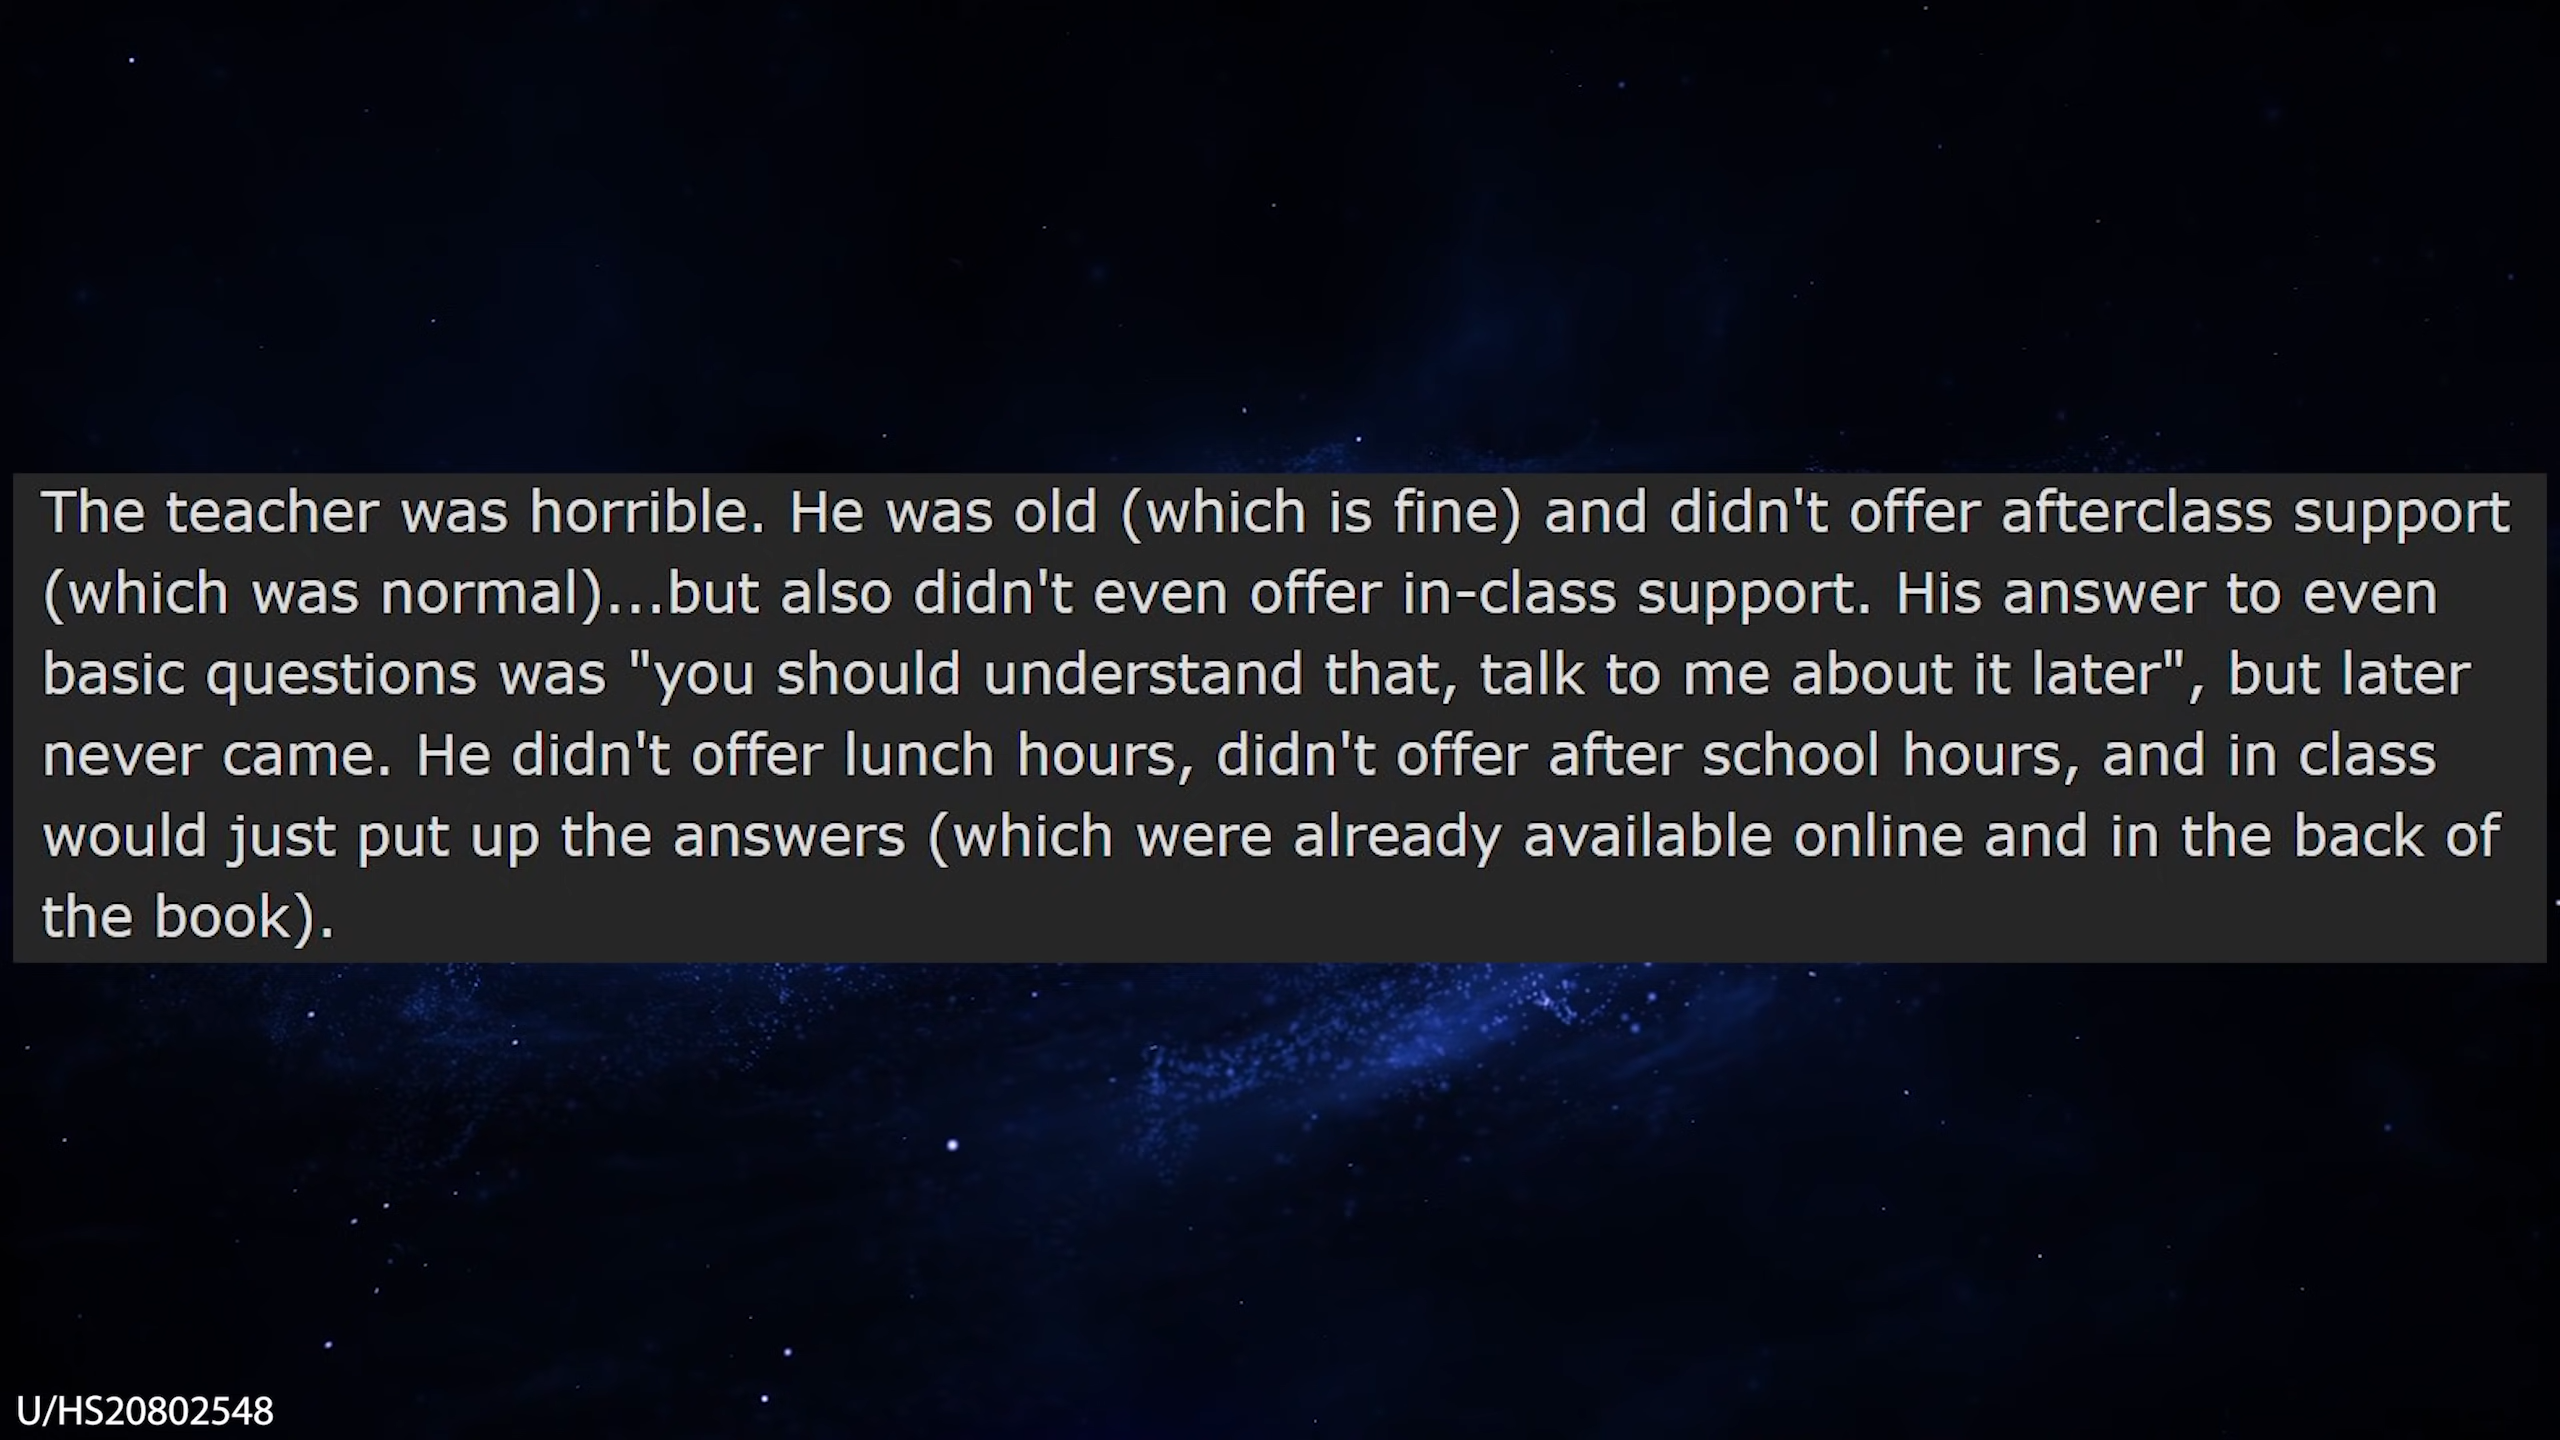 The teacher was horrible. He was old (which is fine) and didn't offer afterclass support
(which was normal)...but also didn't even offer in-class support. His answer to even
basic questions was "you should understand that, talk to me about it later", but later
never came. He didn't offer lunch hours, didn't offer after school hours, and in class
would just put up the answers (which were already available online and in the back of
the book).
U/HS20802548